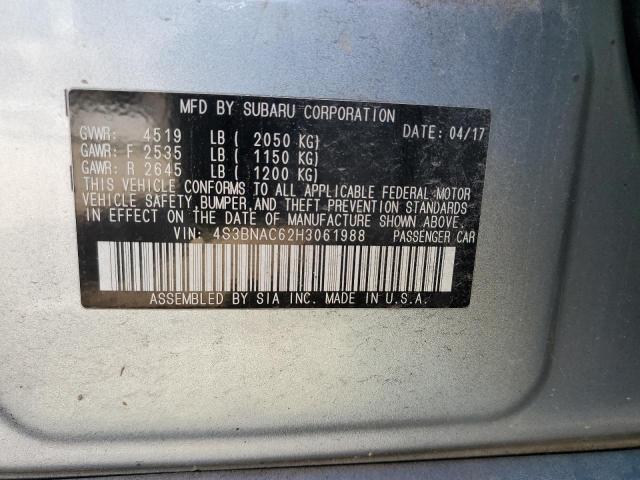 MFD BY SUBARU CORPORATION
GVWR: 4519 LB ( 2050 KG) DATE: 04/17
GAWR: F 2535 LB ( 1150 KG)
GAWR: R 2645 LB ( 1200 KG)
THIS VEHICLE CONFORMS TO ALL APPLICABLE FEDERAL MOTOR
VEHICLE SAFETY, BUMPER, AND THEFT PREVENTION STANDARDS
IN EFFECT ON THE DATE OF MANUFACTURE SHOWN ABOVE.
VIN: 4S3BNAC62H3061988 PASSENGER CAR
ASSEMBLED BY SIA INC. MADE IN U.S.A.